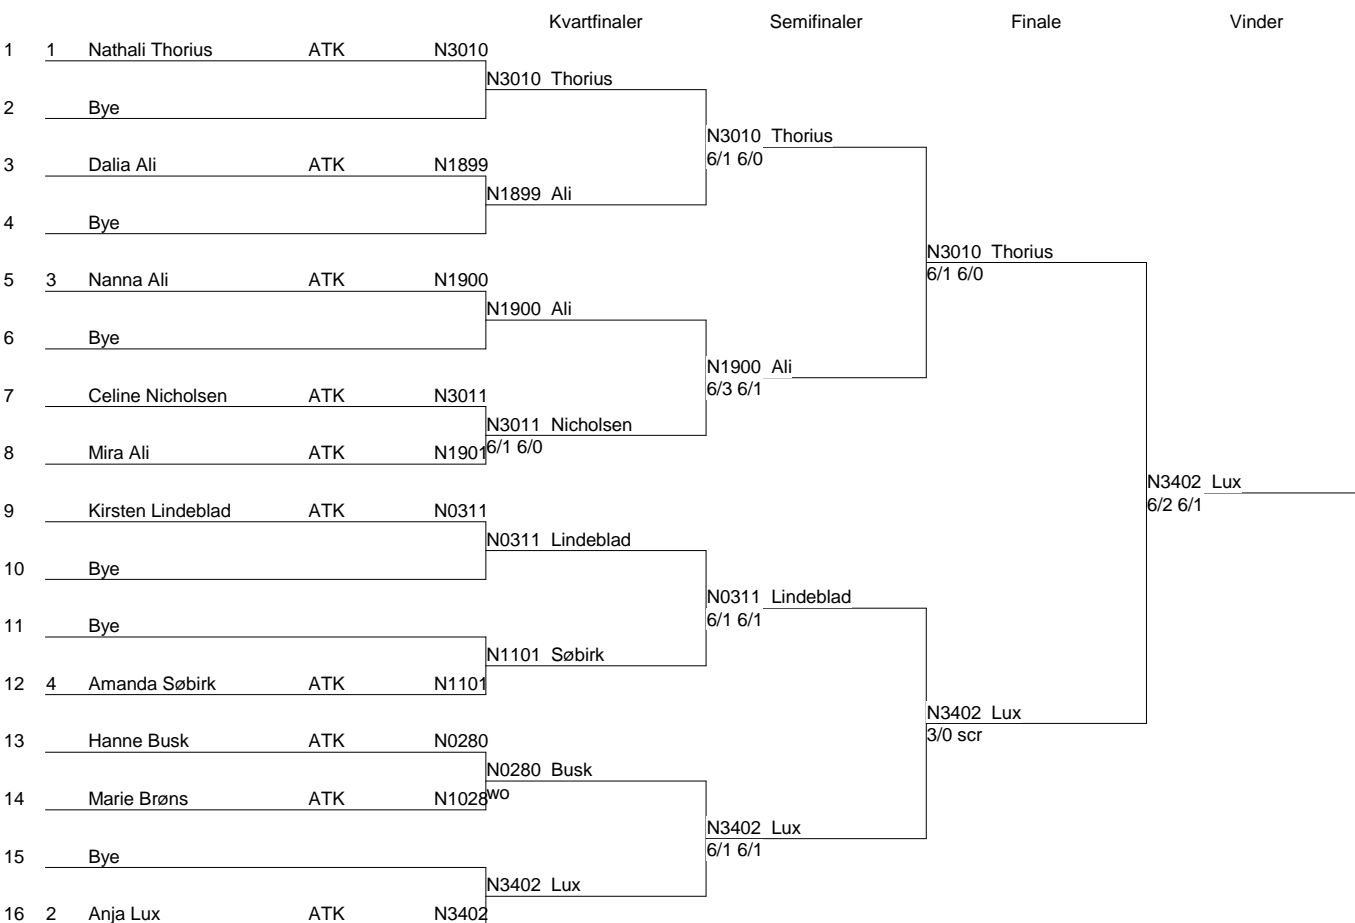 Kvartfinaler Semifinaler Finale Vinder
1 1 Nathali Thorius ATK N3010
N3010 Thorius
2 Bye
N3010 Thorius
6/1 6/0
3 Dalia Ali ATK N1899
N1899 Ali
4 Bye
N3010 Thorius
6/1 6/0
5 3 Nanna Ali ATK N1900
N1900 Ali
6 Bye
N1900 Ali
6/3 6/1
7 Celine Nicholsen ATK N3011
N3011 Nicholsen
6/1 6/0
8 Mira Ali ATK N1901
N3402 Lux
6/2 6/1
9 Kirsten Lindeblad ATK N0311
N0311 Lindeblad
10 Bye
N0311 Lindeblad
6/1 6/1
11 Bye
N1101 Søbirk
12 4 Amanda Søbirk ATK N1101
N3402 Lux
3/0 scr
13 Hanne Busk ATK N0280
N0280 Busk
wo
14 Marie Brøns ATK N1028
N3402 Lux
6/1 6/1
15 Bye
N3402 Lux
16 2 Anja Lux ATK N3402